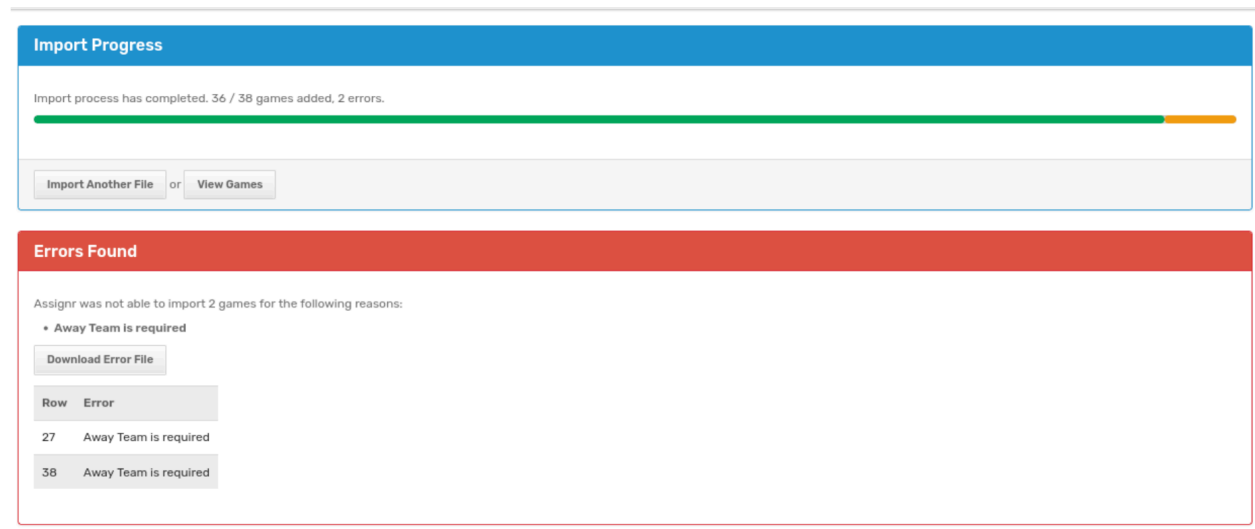 Import Progress
Import process has completed. 36 / 38 games added, 2 errors.
Import Another File or View Games
Errors Found
Assignr was not able to import 2 games for the following reasons:
• Away Team is required
Download Error File
Row Error
27 Away Team is required
38 Away Team is required